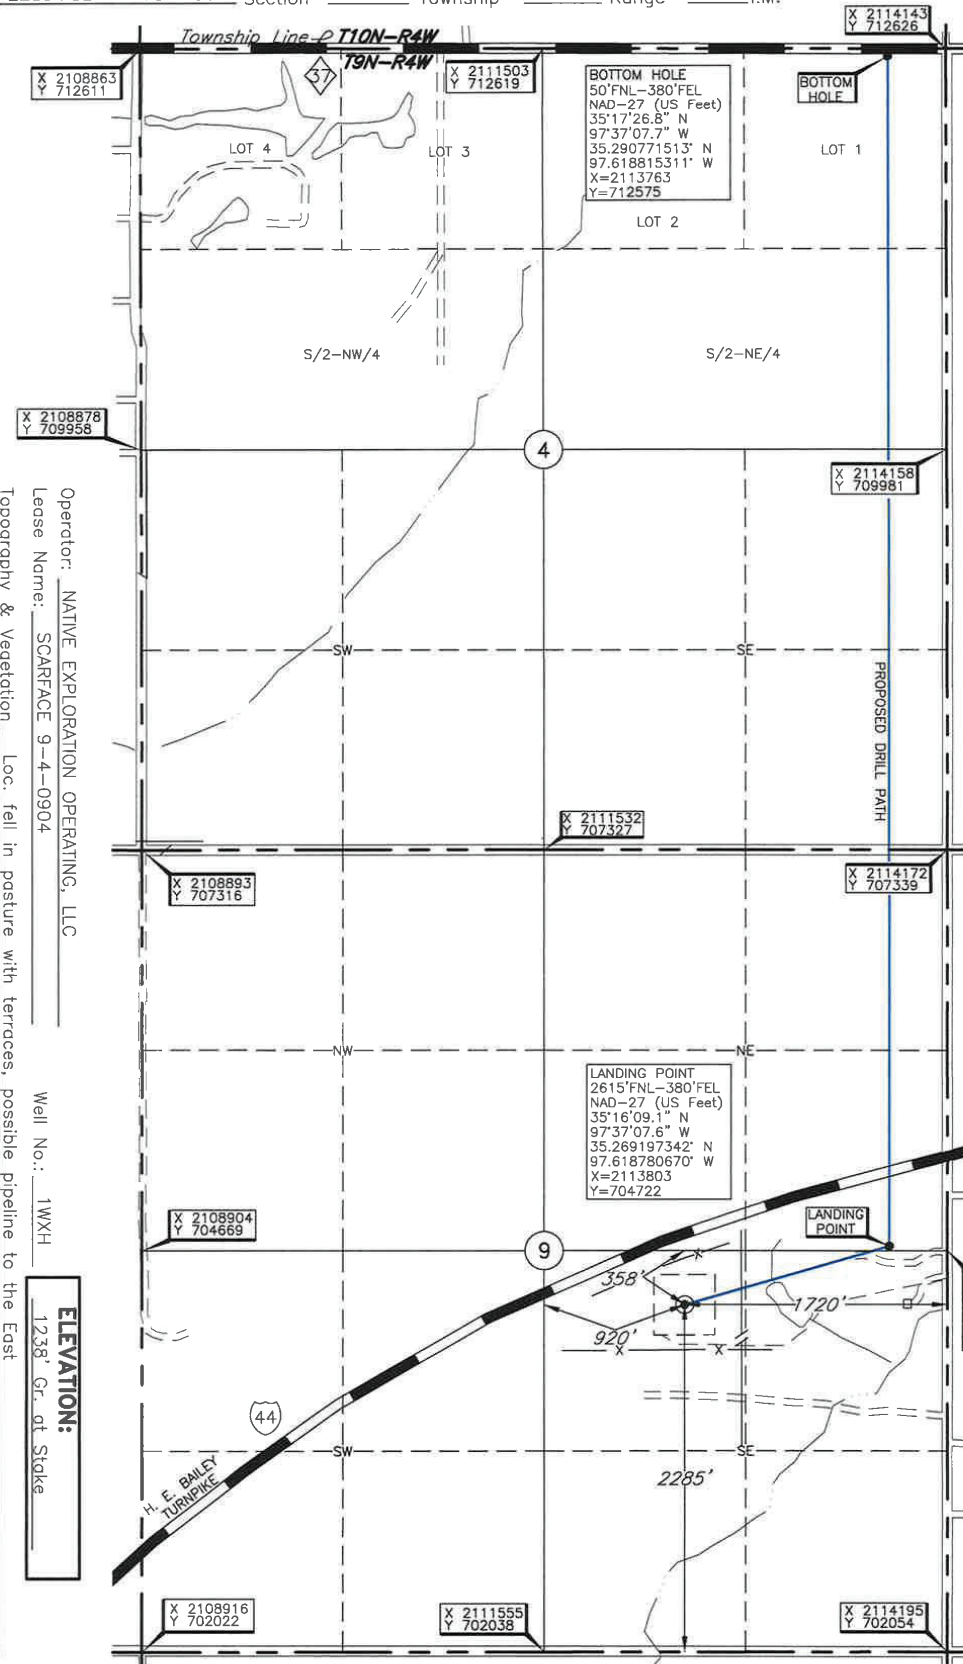 Section
Township
Range
I.M.
Township Line
T10N-R4W
T9N-R4W
X 2114143
Y 712626
X 2108863
Y 712611
37
X 2111503
Y 712619
BOTTOM HOLE
50'FNL-380'FEL
NAD-27 (US Feet)
35°17'26.8" N
97°37'07.7" W
35.290771513° N
97.618815311° W
X=2113763
Y=712575
BOTTOM
HOLE
LOT 4
LOT 3
LOT 1
LOT 2
S/2-NW/4
S/2-NE/4
X 2108878
Y 709958
4
X 2114158
Y 709981
SW
SE
PROPOSED DRILL PATH
X 2111532
Y 707327
X 2108893
Y 707316
X 2114172
Y 707339
NW
NE
LANDING POINT
2615'FNL-380'FEL
NAD-27 (US Feet)
35°16'09.1" N
97°37'07.6" W
35.269197342° N
97.618780670° W
X=2113803
Y=704722
X 2108904
Y 704669
LANDING
POINT
9
358'
1720'
920'
x
x
x
44
SW
SE
H. E. BAILEY
TURNPIKE
2285'
X 2108916
Y 702022
X 2111555
Y 702038
X 2114195
Y 702054
Operator: NATIVE EXPLORATION OPERATING, LLC
Lease Name: SCARFACE 9-4-0904 Well No.: 1WXH
Topography & Vegetation Loc. fell in pasture with terraces, possible pipeline to the East
ELEVATION:
1238' Gr. at Stake